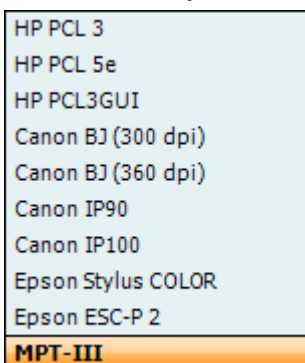 HP PCL 3
HP PCL 5e
HP PCL3GUI
Canon BJ (300 dpi)
Canon BJ (360 dpi)
Canon IP90
Canon IP100
Epson Stylus COLOR
Epson ESC-P 2
MPT-III